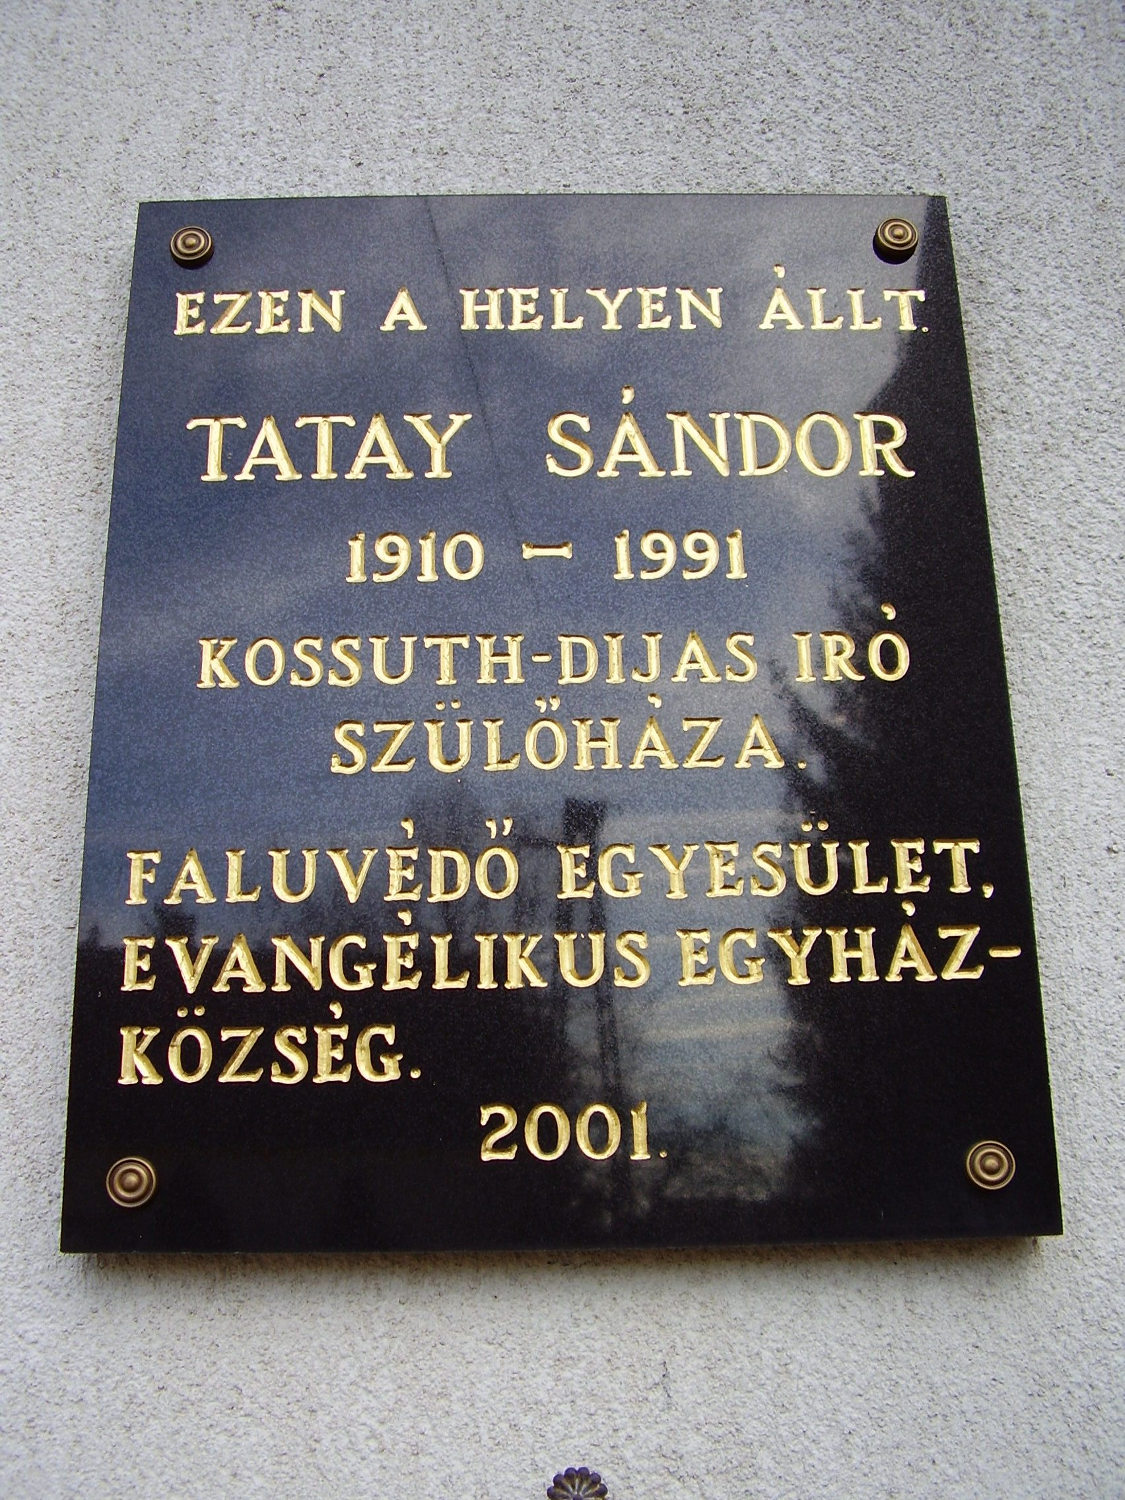 EZEN A HELYEN ÁLLT
TATAY SÁNDOR
1910 – 1991
KOSSUTH-DIJAS IRÓ
SZÜLŐHÁZA.
FALUVÉDŐ EGYESÜLET,
EVANGÉLIKUS EGYHÁZ-
KÖZSÉG.
2001.